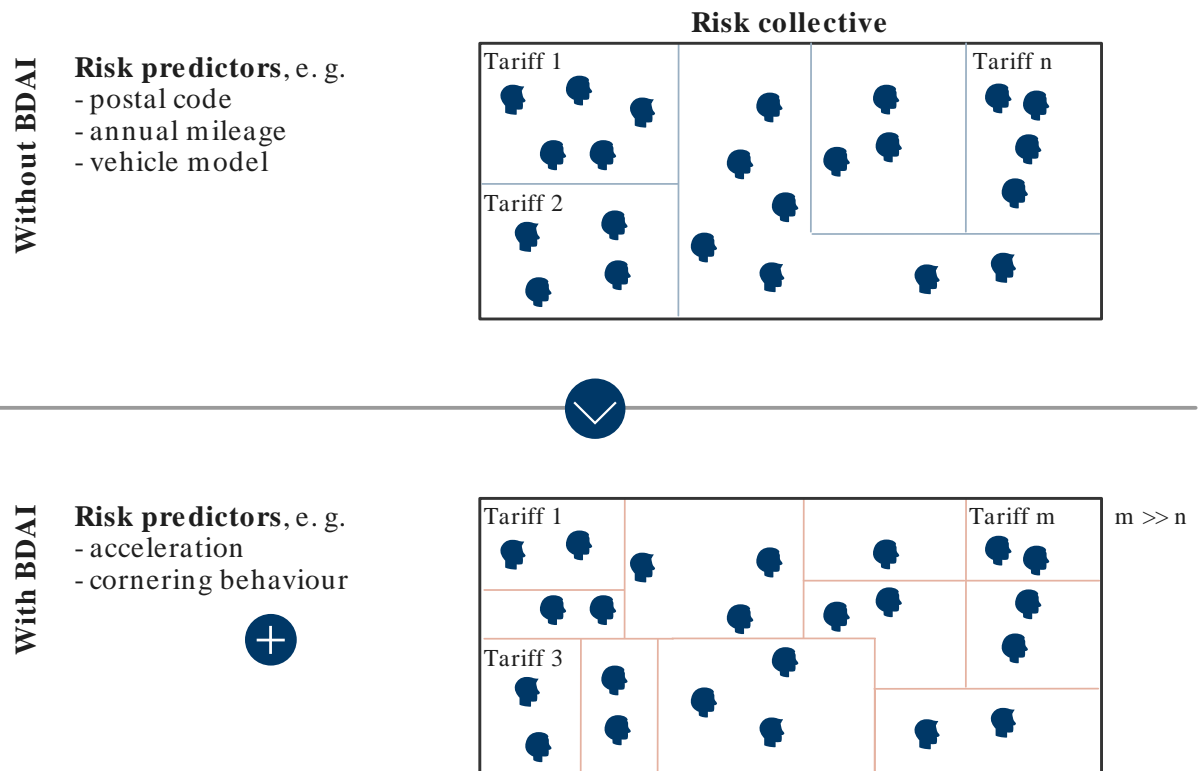 Risk collective
Without BDAI
Risk predictors, e. g.
- postal code
- annual mileage
- vehicle model
Tariff 1
Tariff n
Tariff 2
With BDAI
Risk predictors, e. g.
- acceleration
- cornering behaviour
Tariff 1
Tariff m
m >> n
Tariff 3